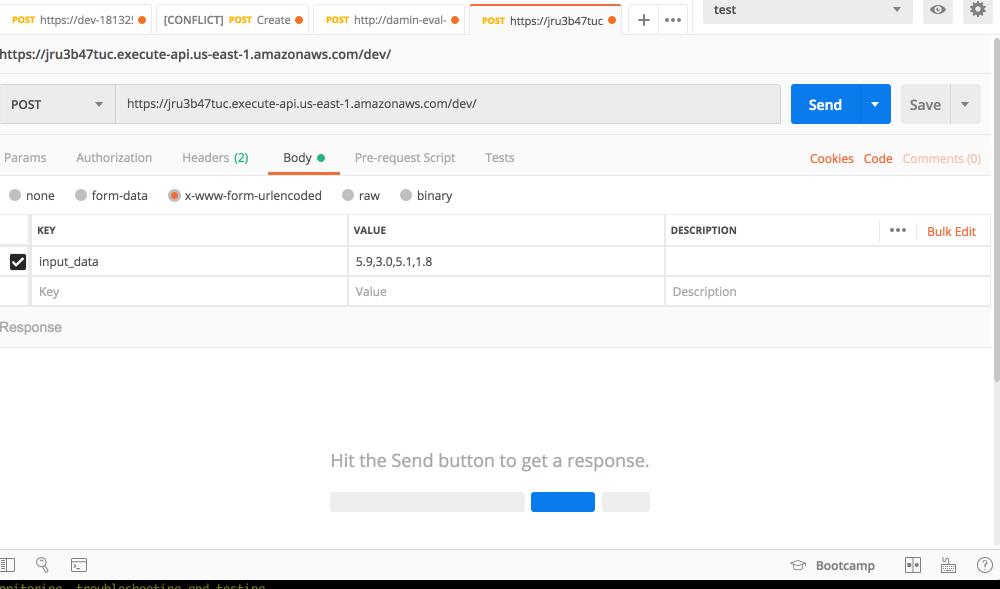 POST https://dev-18132! [CONFLICT] POST Create POST http://damin-eval- POST https://jru3b47tuc + ••• test
https://jru3b47tuc.execute-api.us-east-1.amazonaws.com/dev/
POST https://jru3b47tuc.execute-api.us-east-1.amazonaws.com/dev/ Send Save
Params Authorization Headers (2) Body Pre-request Script Tests Cookies Code Comments (0)
none form-data x-www-form-urlencoded raw binary
KEY VALUE DESCRIPTION ••• Bulk Edit
input_data 5.9,3.0,5.1,1.8
Key Value Description
Response
Hit the Send button to get a response.
Bootcamp ?
onitoring, troubleshooting and testing